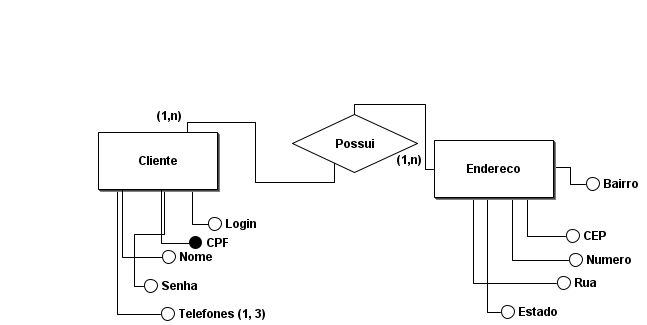 (1,n)
Cliente
Possui
(1,n)
Endereco
Bairro
Login
CPF
CEP
Nome
Numero
Senha
Rua
Telefones (1, 3)
Estado